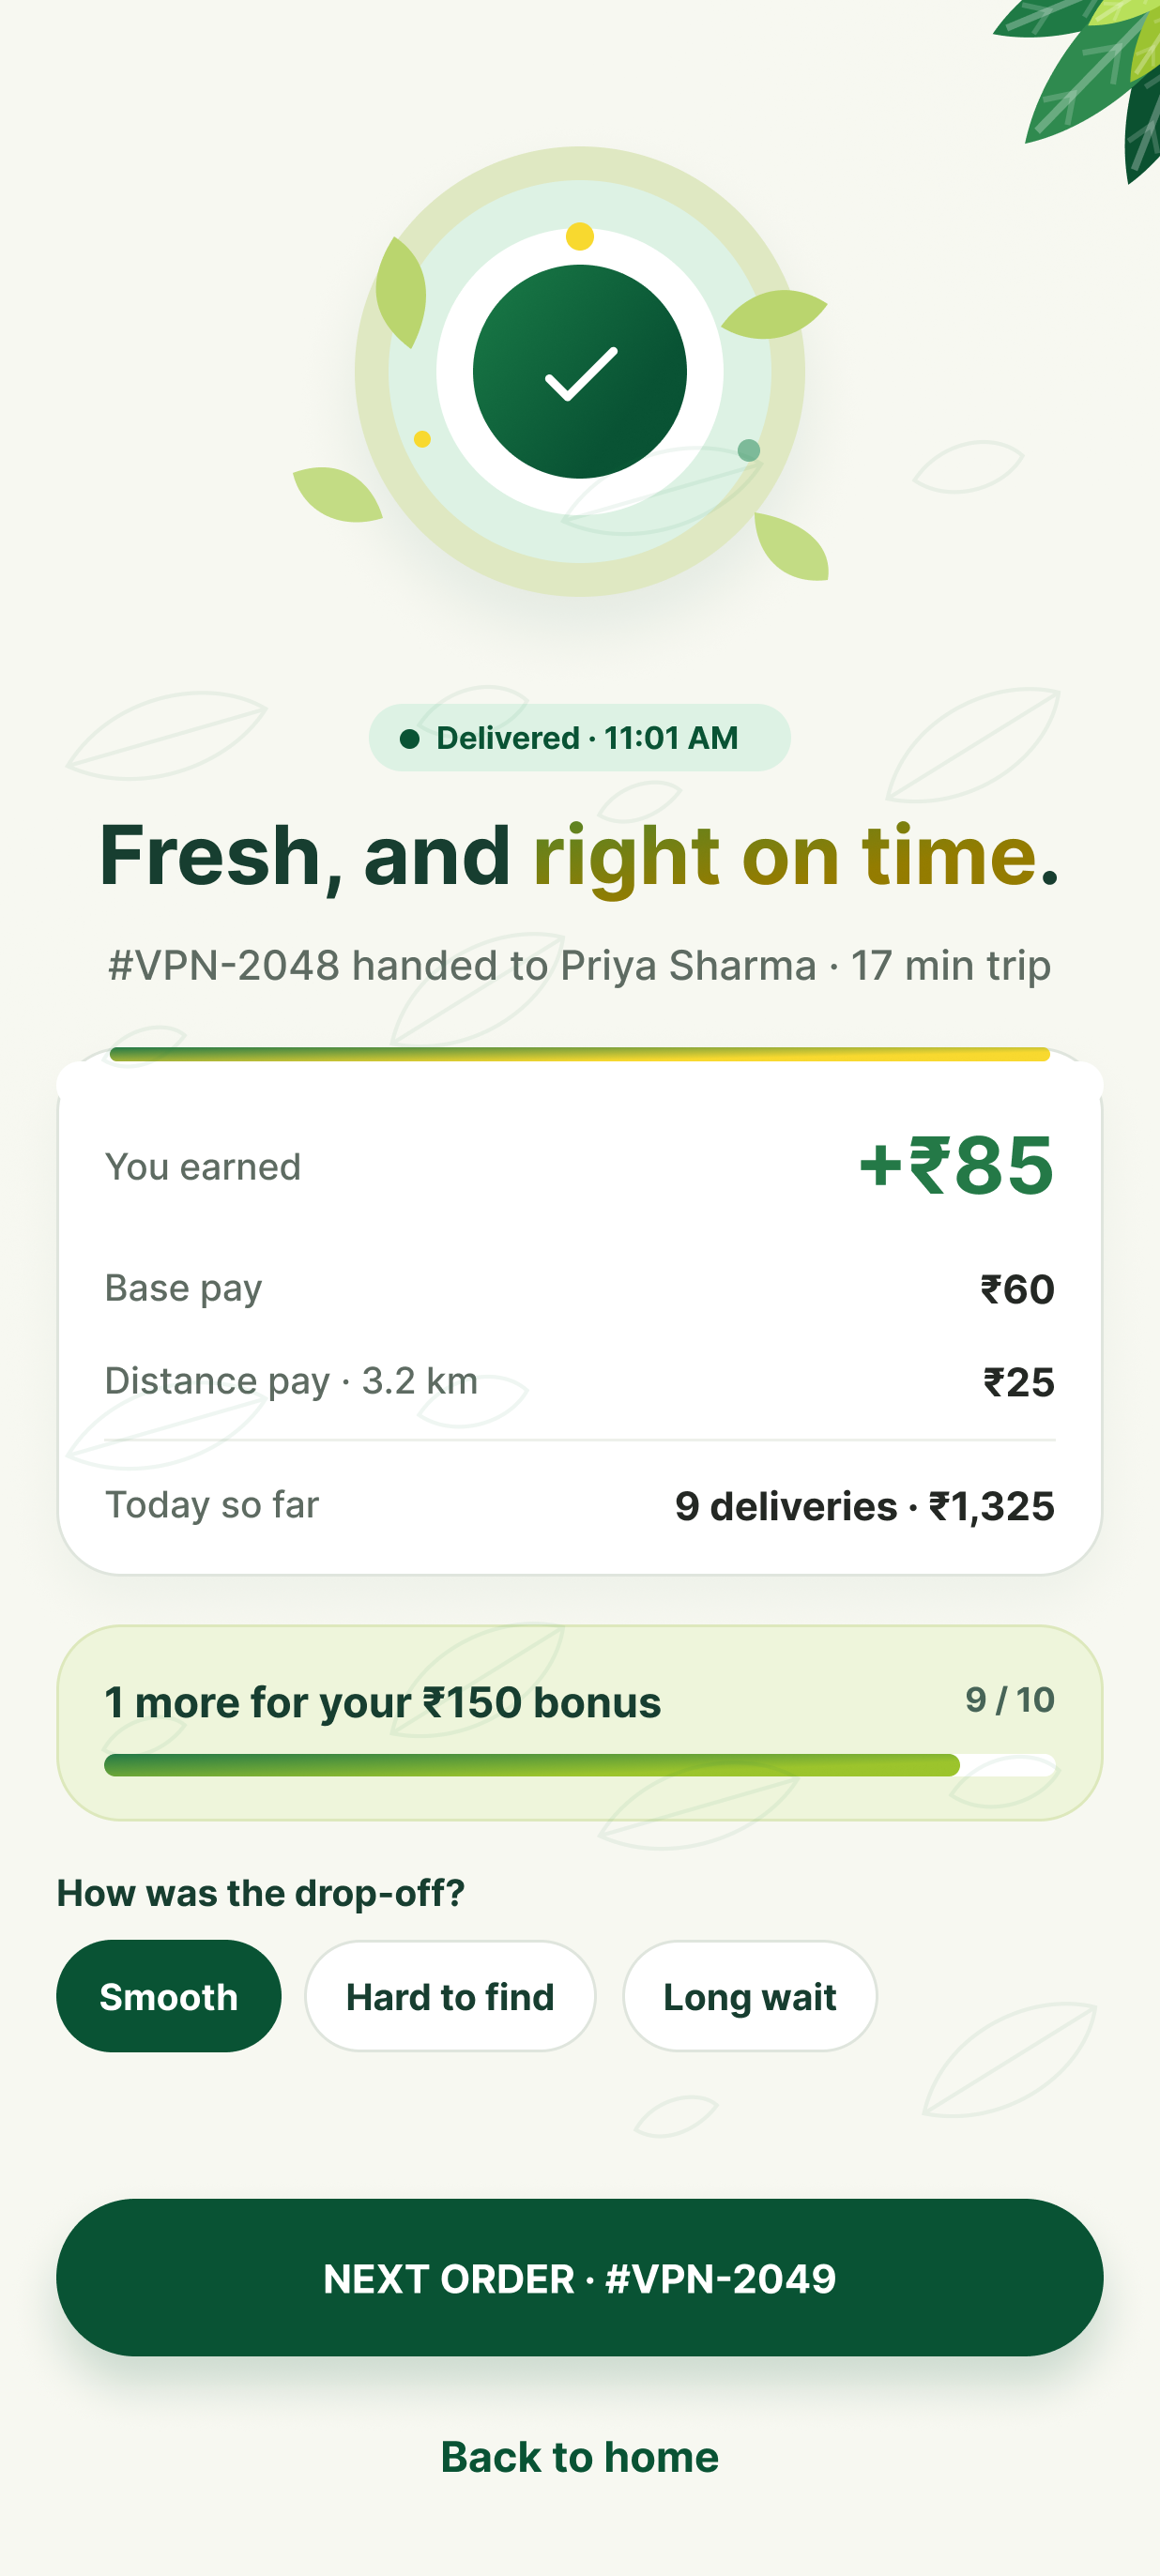 Delivered · 11:01 AM
Fresh, and right on time.
#VPN-2048 handed to Priya Sharma · 17 min trip
You earned +₹85
Base pay ₹60
Distance pay · 3.2 km ₹25
Today so far 9 deliveries · ₹1,325
1 more for your ₹150 bonus 9 / 10
How was the drop-off?
Smooth Hard to find Long wait
NEXT ORDER · #VPN-2049
Back to home